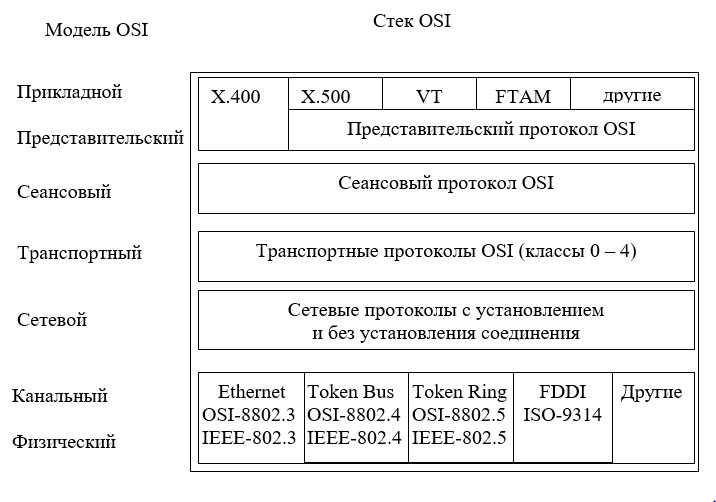 Модель OSI
Стек OSI
Прикладной
X.400
X.500
VT
FTAM
другие
Представительский
Представительский протокол OSI
Сеансовый
Сеансовый протокол OSI
Транспортный
Транспортные протоколы OSI (классы 0 – 4)
Сетевой
Сетевые протоколы с установлением
и без установления соединения
Канальный
Физический
Ethernet
OSI-8802.3
IEEE-802.3
Token Bus
OSI-8802.4
IEEE-802.4
Token Ring
OSI-8802.5
IEEE-802.5
FDDI
ISO-9314
Другие